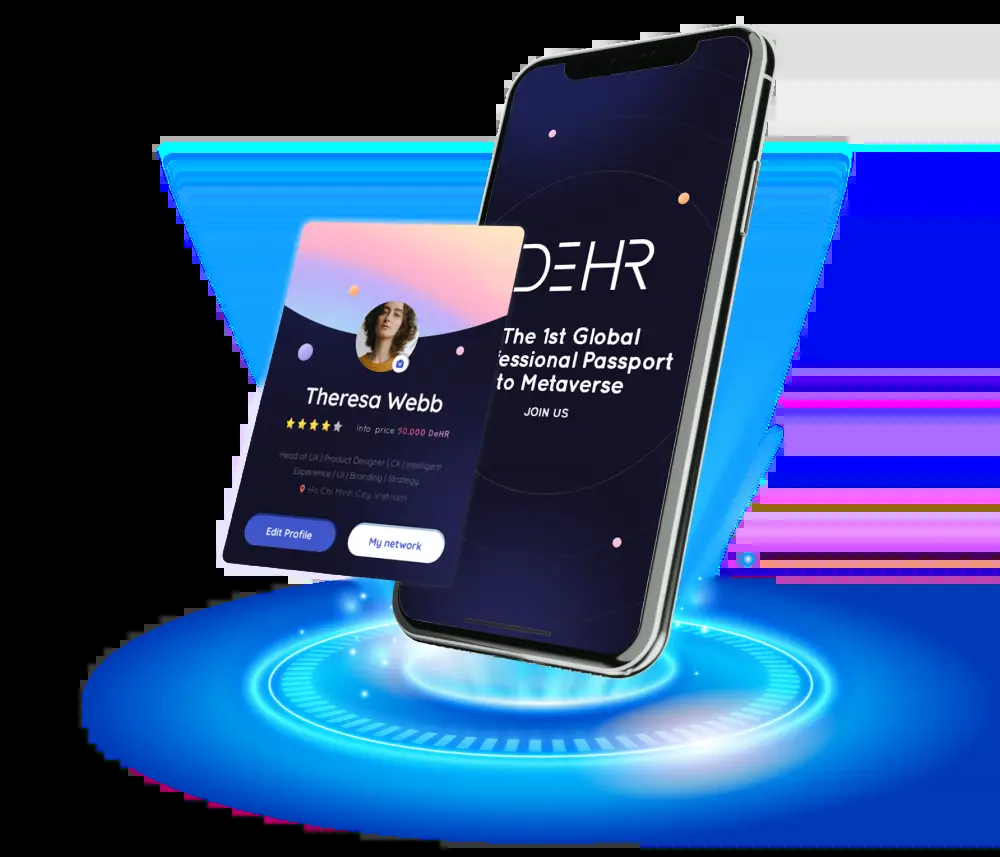 DEHR
The 1st Global
fessional Passport
to Metaverse
JOIN US
Theresa Webb
Info price 50,000 DeHR
Head of UX | Product Designer | CX | Intelligent
Experience | UI | Branding | Strategy
Ho Chi Minh City, Vietnam
Edit Profile
My network